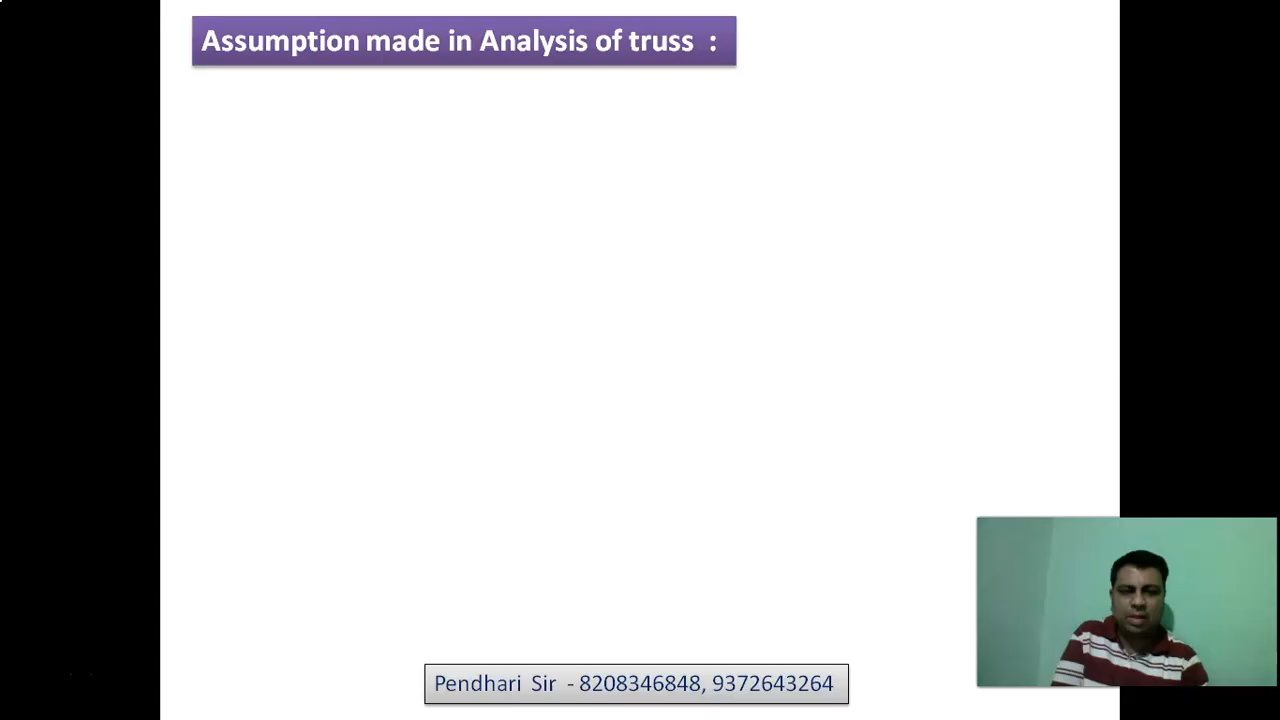 Assumption made in Analysis of truss :
Pendhari Sir - 8208346848, 9372643264